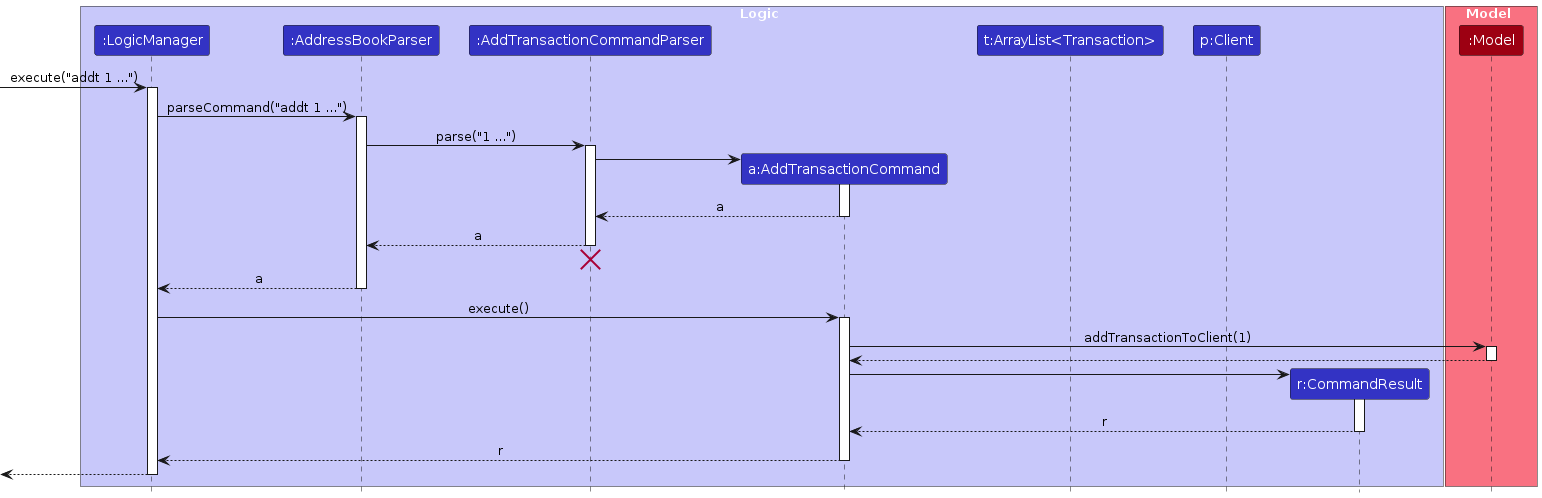 Logic
Model
:LogicManager
:AddressBookParser
:AddTransactionCommandParser
t:ArrayList<Transaction>
p:Client
:Model
execute("addt 1 ...")
parseCommand("addt 1 ...")
parse("1 ...")
a:AddTransactionCommand
a
a
a
execute()
addTransactionToClient(1)
r:CommandResult
r
r